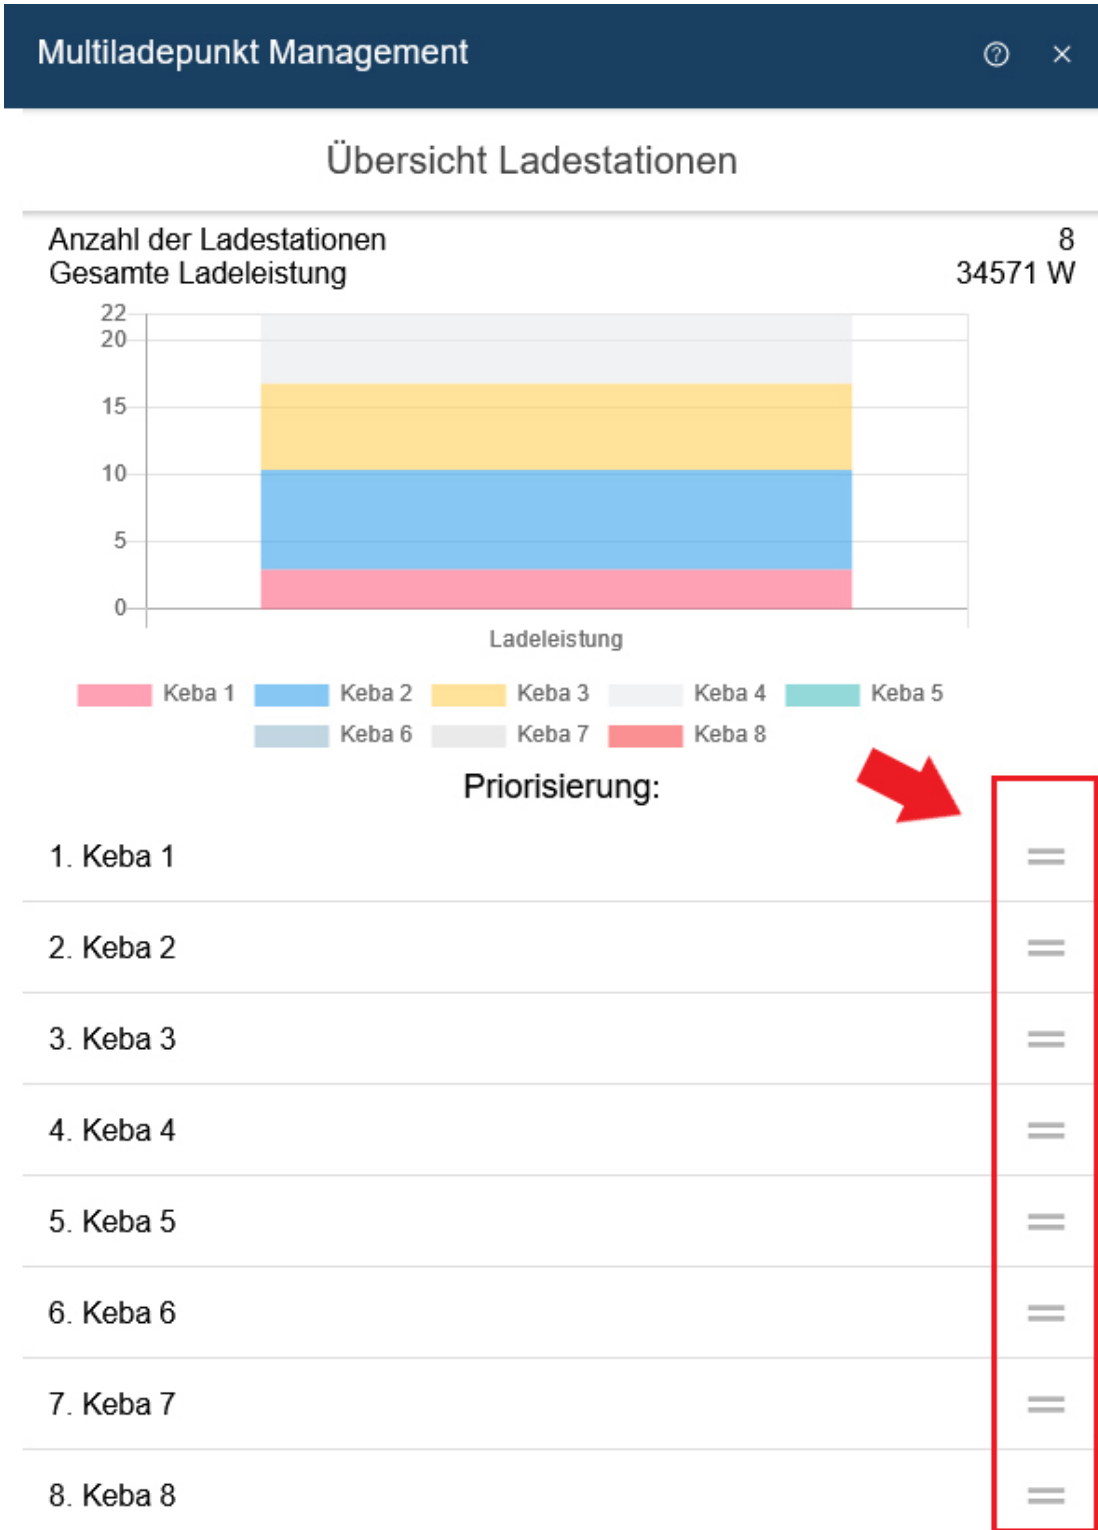 Multiladepunkt Management
Übersicht Ladestationen
Anzahl der Ladestationen 8
Gesamte Ladeleistung 34571 W
22
20
15
10
5
0
Ladeleistung
Keba 1 Keba 2 Keba 3 Keba 4 Keba 5
Keba 6 Keba 7 Keba 8
Priorisierung:
1. Keba 1
2. Keba 2
3. Keba 3
4. Keba 4
5. Keba 5
6. Keba 6
7. Keba 7
8. Keba 8